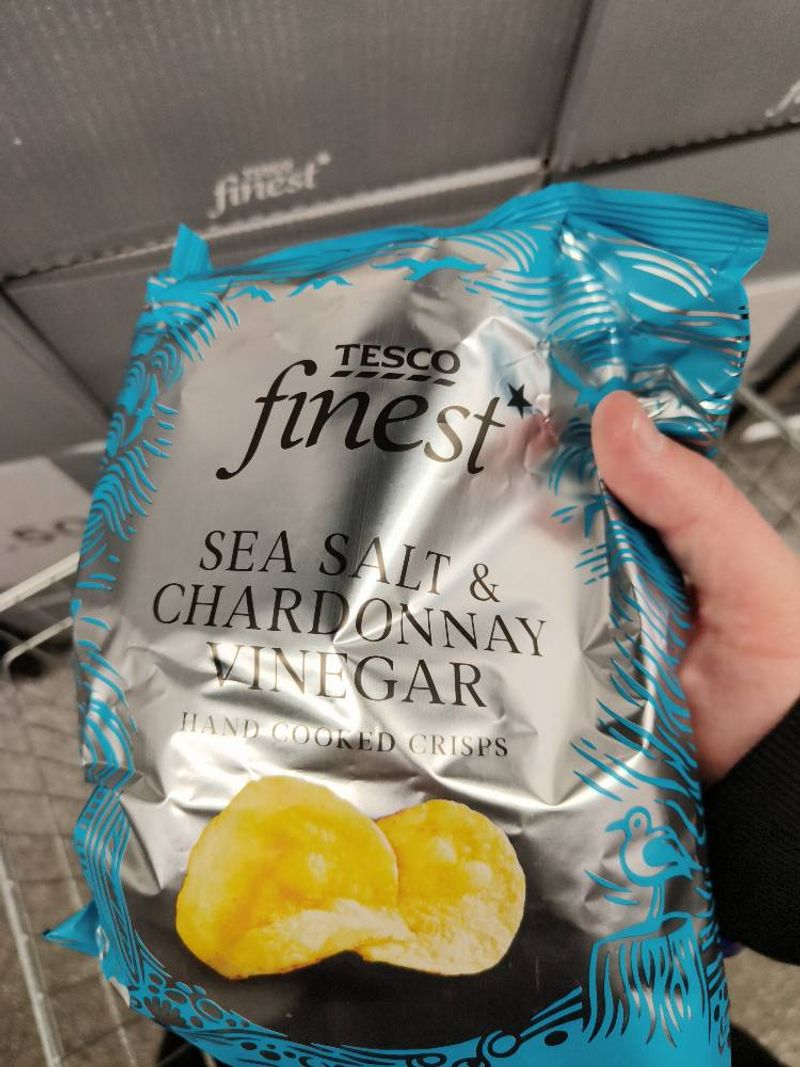 TESCO
finest*
TESCO
finest*
SEA SALT &
CHARDONNAY
VINEGAR
HAND COOKED CRISPS